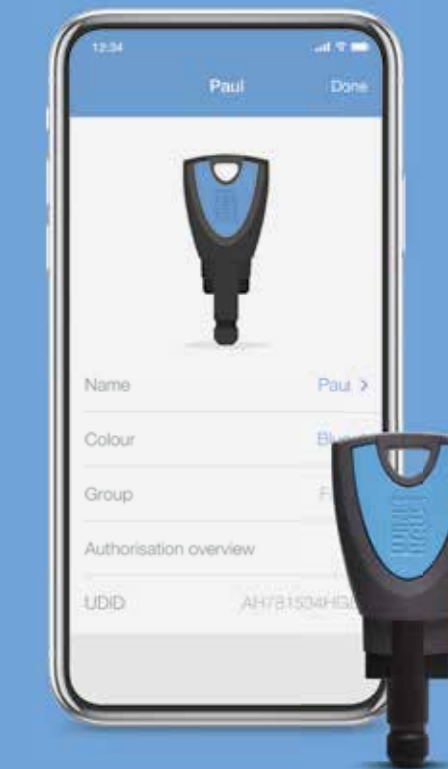 12:34
Paul Done
Name Paul
Colour
Group
Authorisation overview
UDID